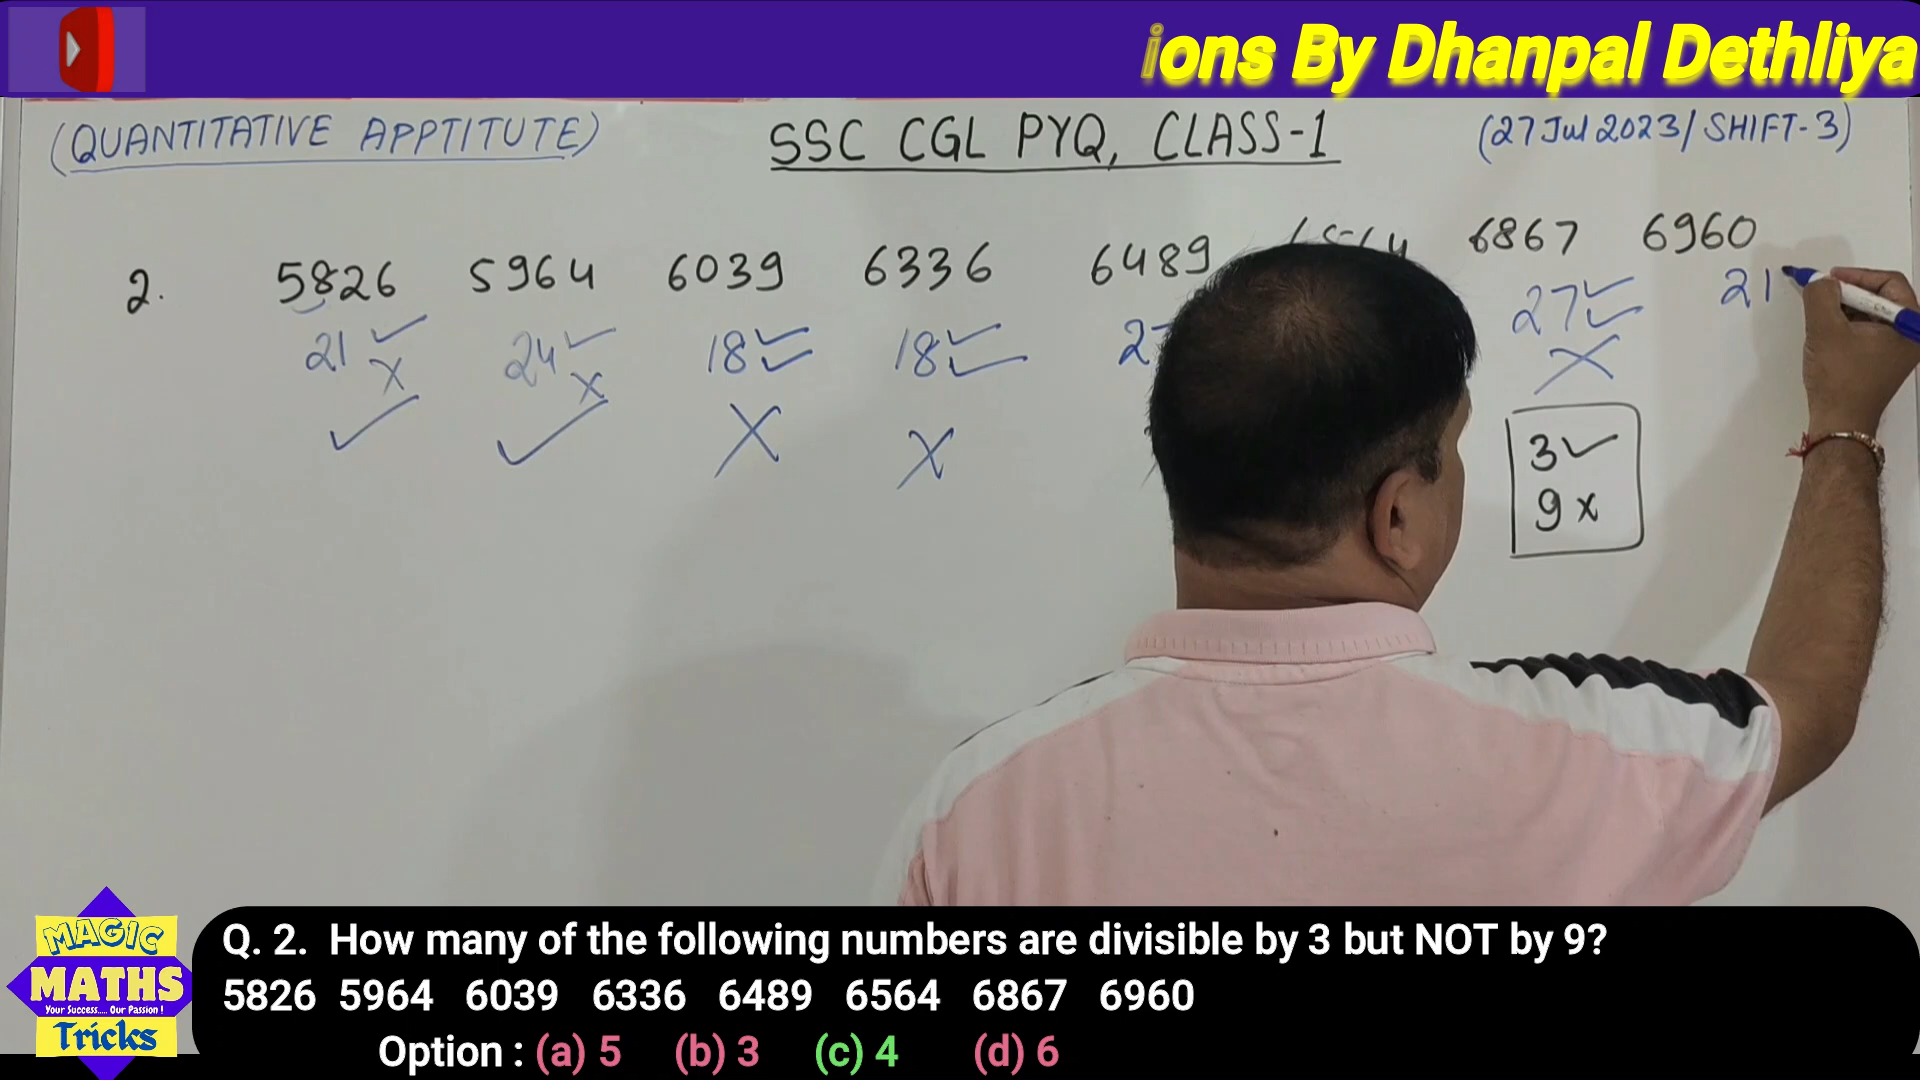 ions By Dhanpal Dethliya
(QUANTITATIVE APPTITUTE) SSC CGL PYQ, CLASS-1 (27 Jul 2023/ SHIFT-3)
2. 5826 5964 6039 6336 6489 6867 6960
21 ✓ 24 ✓ 18 ✓ 18 ✓ 27 ✓ 21
x x ✓ ✓ ✓
✓ ✓ X X X
3 ✓
9 x
MAGIC
MATHS
Your Success..... Our Passion !
Tricks
Q. 2. How many of the following numbers are divisible by 3 but NOT by 9?
5826 5964 6039 6336 6489 6564 6867 6960
Option : (a) 5 (b) 3 (c) 4 (d) 6